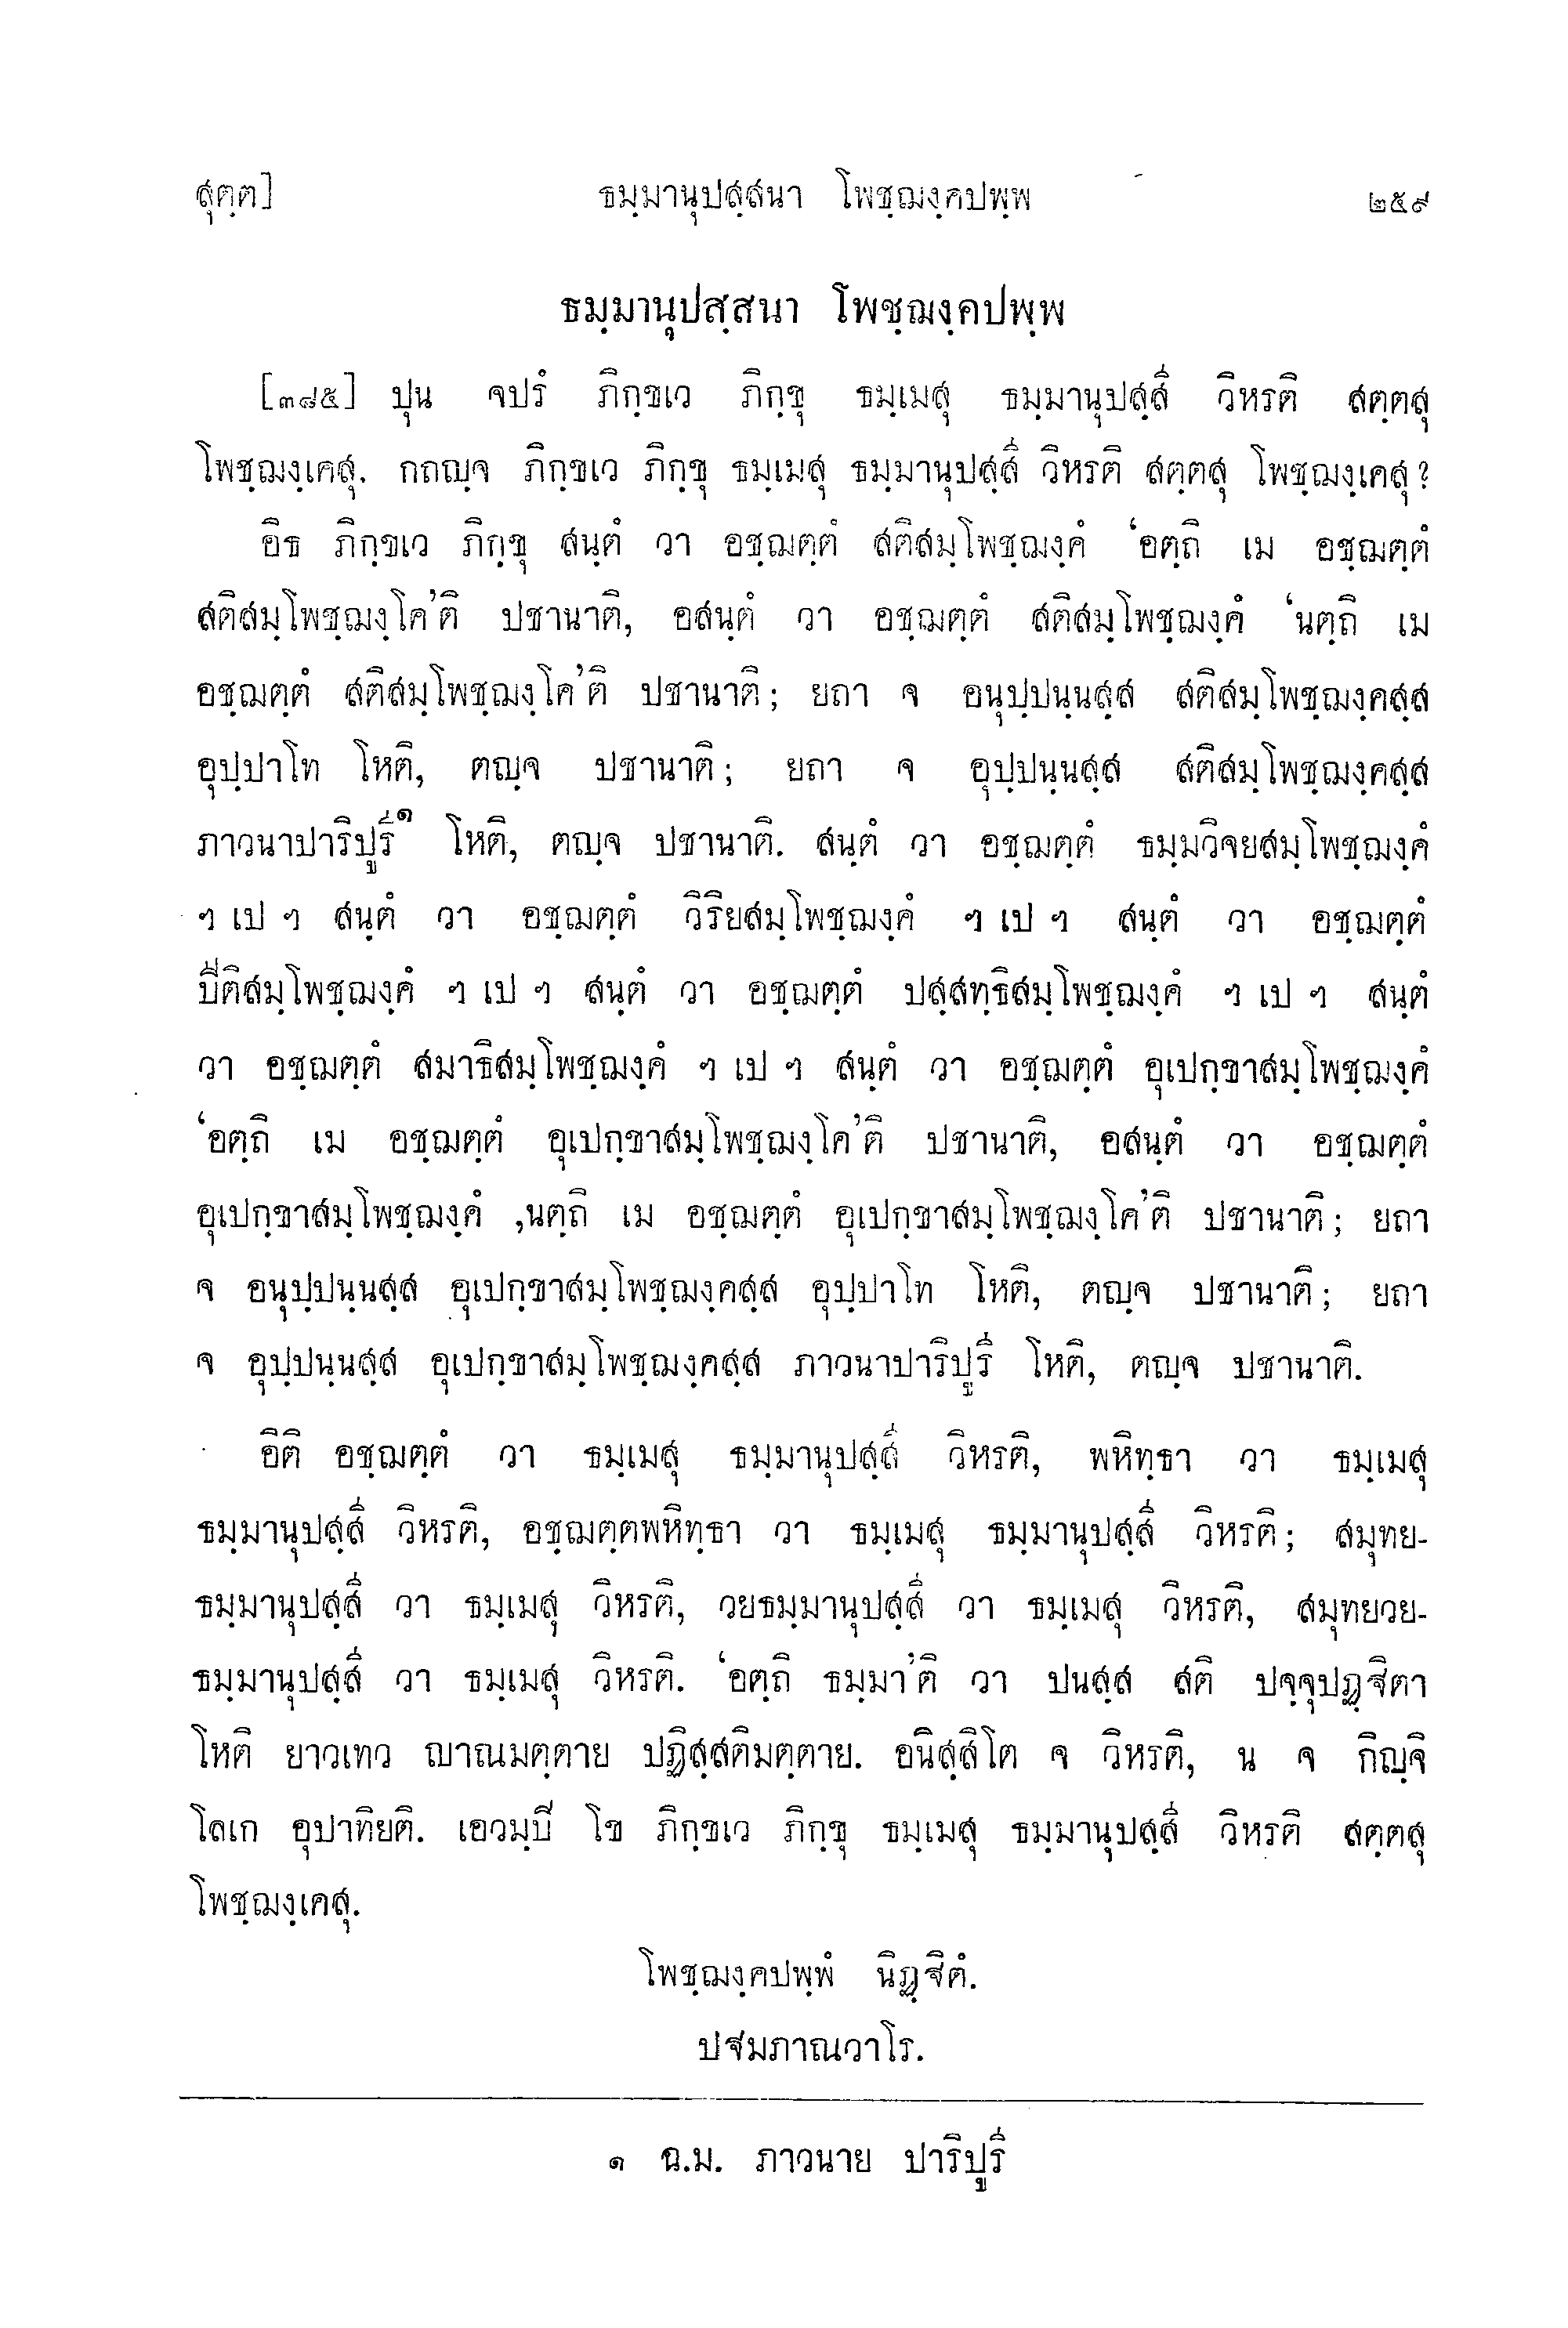 สุตฺต] ธมฺมานุปสฺสนา โพชฺฌงฺคปพฺพ ๒๕๙
ธมฺมานุปสฺสนา โพชฺฌงฺคปพฺพ
[๓๘๕] ปุน จปรํ ภิกฺขเว ภิกฺขุ ธมฺเมสุ ธมฺมานุปสฺสี วิหรติ สตฺตสุ
โพชฺฌงฺเคสุ. กถญฺจ ภิกฺขเว ภิกฺขุ ธมฺเมสุ ธมฺมานุปสฺสี วิหรติ สตฺตสุ โพชฺฌงฺเคสุ?
อิธ ภิกฺขเว ภิกฺขุ สนฺตํ วา อชฺฌตฺตํ สติสมฺโพชฺฌงฺคํ ‘อตฺถิ เม อชฺฌตฺตํ
สติสมฺโพชฺฌงฺโค’ติ ปชานาติ, อสนฺตํ วา อชฺฌตฺตํ สติสมฺโพชฺฌงฺคํ ‘นตฺถิ เม
อชฺฌตฺตํ สติสมฺโพชฺฌงฺโค’ติ ปชานาติ; ยถา จ อนุปฺปนฺนสฺส สติสมฺโพชฺฌงฺคสฺส
อุปฺปาโท โหติ, ตญฺจ ปชานาติ; ยถา จ อุปฺปนฺนสฺส สติสมฺโพชฺฌงฺคสฺส
ภาวนาปาริปูรี๑ โหติ, ตญฺจ ปชานาติ. สนฺตํ วา อชฺฌตฺตํ ธมฺมวิจยสมฺโพชฺฌงฺคํ
ฯ เป ฯ สนฺตํ วา อชฺฌตฺตํ วิริยสมฺโพชฺฌงฺคํ ฯ เป ฯ สนฺตํ วา อชฺฌตฺตํ
ปีติสมฺโพชฺฌงฺคํ ฯ เป ฯ สนฺตํ วา อชฺฌตฺตํ ปสฺสทฺธิสมฺโพชฺฌงฺคํ ฯ เป ฯ สนฺตํ
วา อชฺฌตฺตํ สมาธิสมฺโพชฺฌงฺคํ ฯ เป ฯ สนฺตํ วา อชฺฌตฺตํ อุเปกฺขาสมฺโพชฺฌงฺคํ
‘อตฺถิ เม อชฺฌตฺตํ อุเปกฺขาสมฺโพชฺฌงฺโค’ติ ปชานาติ, อสนฺตํ วา อชฺฌตฺตํ
อุเปกฺขาสมฺโพชฺฌงฺคํ ,นตฺถิ เม อชฺฌตฺตํ อุเปกฺขาสมฺโพชฺฌงฺโค’ติ ปชานาติ; ยถา
จ อนุปฺปนฺนสฺส อุเปกฺขาสมฺโพชฺฌงฺคสฺส อุปฺปาโท โหติ, ตญฺจ ปชานาติ; ยถา
จ อุปฺปนฺนสฺส อุเปกฺขาสมฺโพชฺฌงฺคสฺส ภาวนาปาริปูรี โหติ, ตญฺจ ปชานาติ.
อิติ อชฺฌตฺตํ วา ธมฺเมสุ ธมฺมานุปสฺสี วิหรติ, พหิทฺธา วา ธมฺเมสุ
ธมฺมานุปสฺสี วิหรติ, อชฺฌตฺตพหิทฺธา วา ธมฺเมสุ ธมฺมานุปสฺสี วิหรติ; สมุทย-
ธมฺมานุปสฺสี วา ธมฺเมสุ วิหรติ, วยธมฺมานุปสฺสี วา ธมฺเมสุ วิหรติ, สมุทยวย-
ธมฺมานุปสฺสี วา ธมฺเมสุ วิหรติ. ‘อตฺถิ ธมฺมา’ติ วา ปนสฺส สติ ปจฺจุปฏฺฐิตา
โหติ ยาวเทว ญาณมตฺตาย ปฏิสฺสติมตฺตาย. อนิสฺสิโต จ วิหรติ, น จ กิญฺจิ
โลเก อุปาทิยติ. เอวมฺปี โข ภิกฺขเว ภิกฺขุ ธมฺเมสุ ธมฺมานุปสฺสี วิหรติ สตฺตสุ
โพชฺฌงฺเคสุ.
โพชฺฌงฺคปพฺพํ นิฏฺฐิตํ.
ปฐมภาณวาโร.
๑ ฉ.ม. ภาวนาย ปาริปูรี